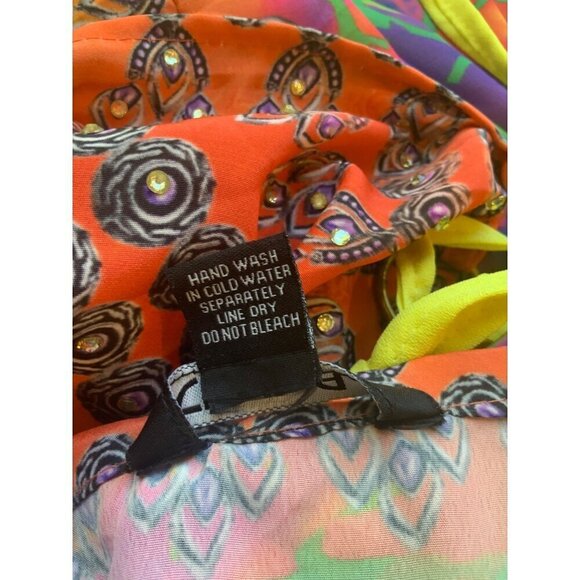 HAND WASH
IN COLD WATER
SEPARATELY
LINE DRY
DO NOT BLEACH